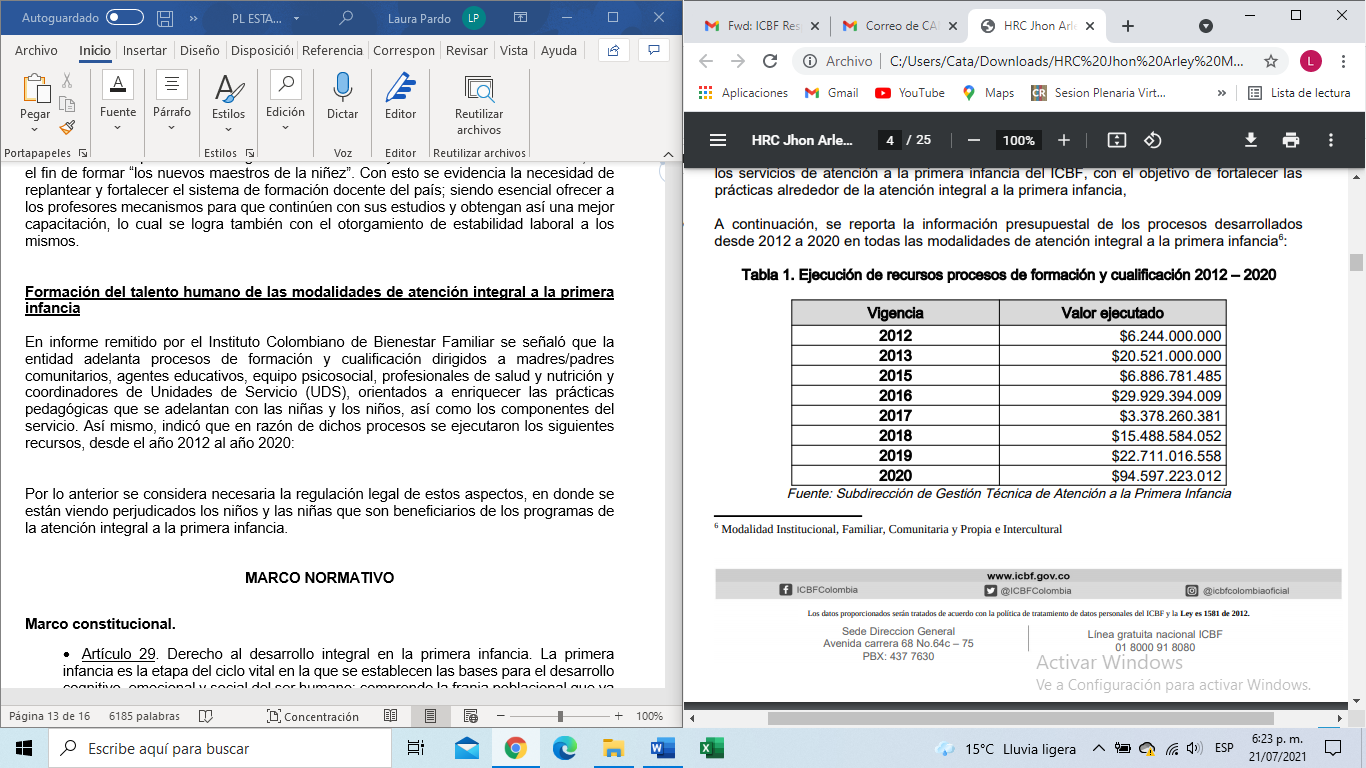 Autoguardado
PL ESTA...
Laura Pardo
LP
Archivo Inicio Insertar Diseño Disposición Referencia Correspon Revisar Vista Ayuda
Pegar
Fuente
Párrafo
Estilos
Edición
Dictar
Editor
Reutilizar
archivos
Portapapeles
Estilos
Voz
Editor
Reutilizar archivos
el fin de formar “los nuevos maestros de la niñez”. Con esto se evidencia la necesidad de
replantear y fortalecer el sistema de formación docente del país; siendo esencial ofrecer a
los profesores mecanismos para que continúen con sus estudios y obtengan así una mejor
capacitación, lo cual se logra también con el otorgamiento de estabilidad laboral a los
mismos.
Formación del talento humano de las modalidades de atención integral a la primera
infancia
En informe remitido por el Instituto Colombiano de Bienestar Familiar se señaló que la
entidad adelanta procesos de formación y cualificación dirigidos a madres/padres
comunitarios, agentes educativos, equipo psicosocial, profesionales de salud y nutrición y
coordinadores de Unidades de Servicio (UDS), orientados a enriquecer las prácticas
pedagógicas que se adelantan con las niñas y los niños, así como los componentes del
servicio. Así mismo, indicó que en razón de dichos procesos se ejecutaron los siguientes
recursos, desde el año 2012 al año 2020:
Por lo anterior se considera necesaria la regulación legal de estos aspectos, en donde se
están viendo perjudicados los niños y las niñas que son beneficiarios de los programas de
la atención integral a la primera infancia.
MARCO NORMATIVO
Marco constitucional.
• Artículo 29. Derecho al desarrollo integral en la primera infancia. La primera
infancia es la etapa del ciclo vital en la que se establecen las bases para el desarrollo
cognitivo, emocional y social del ser humano; comprende la franja poblacional que va
Página 13 de 16 6185 palabras Concentración 100%
Fwd: ICBF Res
Correo de CA
HRC Jhon Arle
Archivo C:/Users/Cata/Downloads/HRC%20Jhon%20Arley%20M...
L
Aplicaciones Gmail YouTube Maps CR Sesion Plenaria Virt... » Lista de lectura
HRC Jhon Arle... 4 / 25 100%
los servicios de atención a la primera infancia del ICBF, con el objetivo de fortalecer las
prácticas alrededor de la atención integral a la primera infancia,
A continuación, se reporta la información presupuestal de los procesos desarrollados
desde 2012 a 2020 en todas las modalidades de atención integral a la primera infancia⁶:
Tabla 1. Ejecución de recursos procesos de formación y cualificación 2012 – 2020
Vigencia Valor ejecutado
2012 $6.244.000.000
2013 $20.521.000.000
2015 $6.886.781.485
2016 $29.929.394.009
2017 $3.378.260.381
2018 $15.488.584.052
2019 $22.711.016.558
2020 $94.597.223.012
Fuente: Subdirección de Gestión Técnica de Atención a la Primera Infancia
⁶ Modalidad Institucional, Familiar, Comunitaria y Propia e Intercultural
www.icbf.gov.co
ICBFColombia @ICBFColombia @icbfcolombiaoficial
Los datos proporcionados serán tratados de acuerdo con la política de tratamiento de datos personales del ICBF y la Ley es 1581 de 2012.
Sede Direccion General
Avenida carrera 68 No.64c – 75
PBX: 437 7630
Línea gratuita nacional ICBF
01 8000 91 8080
Activar Windows
Ve a Configuración para activar Windows.
Escribe aquí para buscar
15°C Lluvia ligera
ESP
6:23 p. m.
21/07/2021